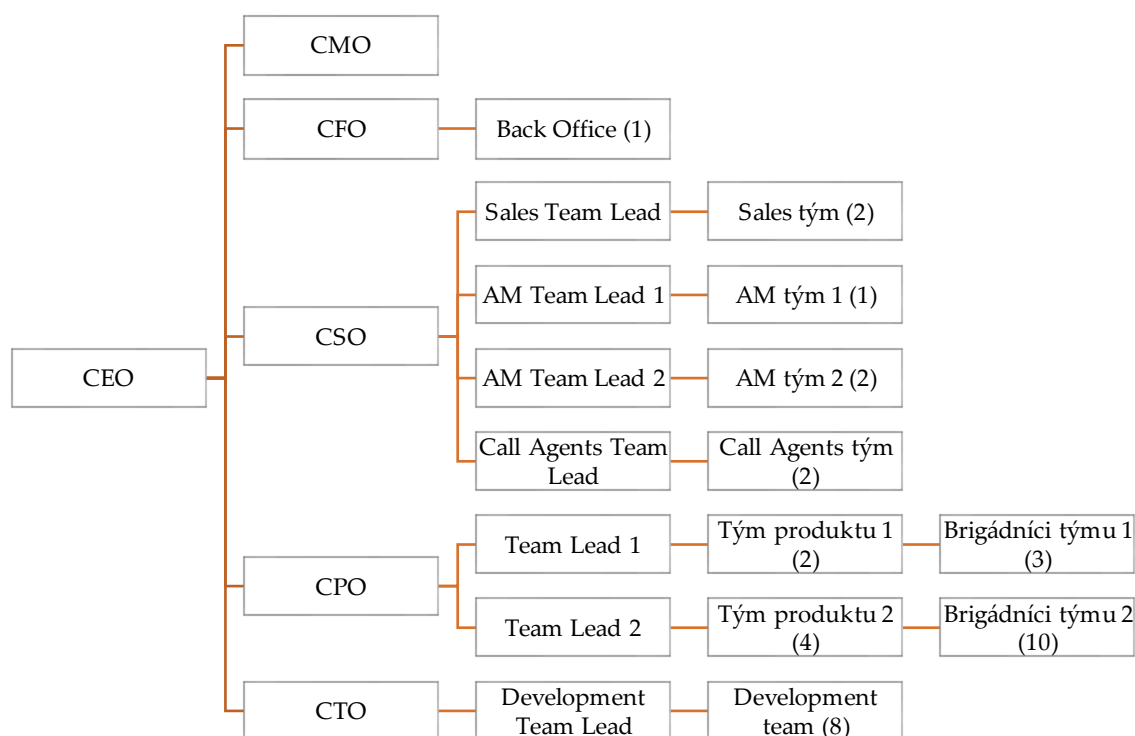 CMO
CFO
Back Office (1)
Sales Team Lead
Sales tým (2)
AM Team Lead 1
AM tým 1 (1)
CSO
CEO
AM Team Lead 2
AM tým 2 (2)
Call Agents Team
Lead
Call Agents tým
(2)
Team Lead 1
Tým produktu 1
(2)
Brigádníci týmu 1
(3)
CPO
Team Lead 2
Tým produktu 2
(4)
Brigádníci týmu 2
(10)
CTO
Development
Team Lead
Development
team (8)